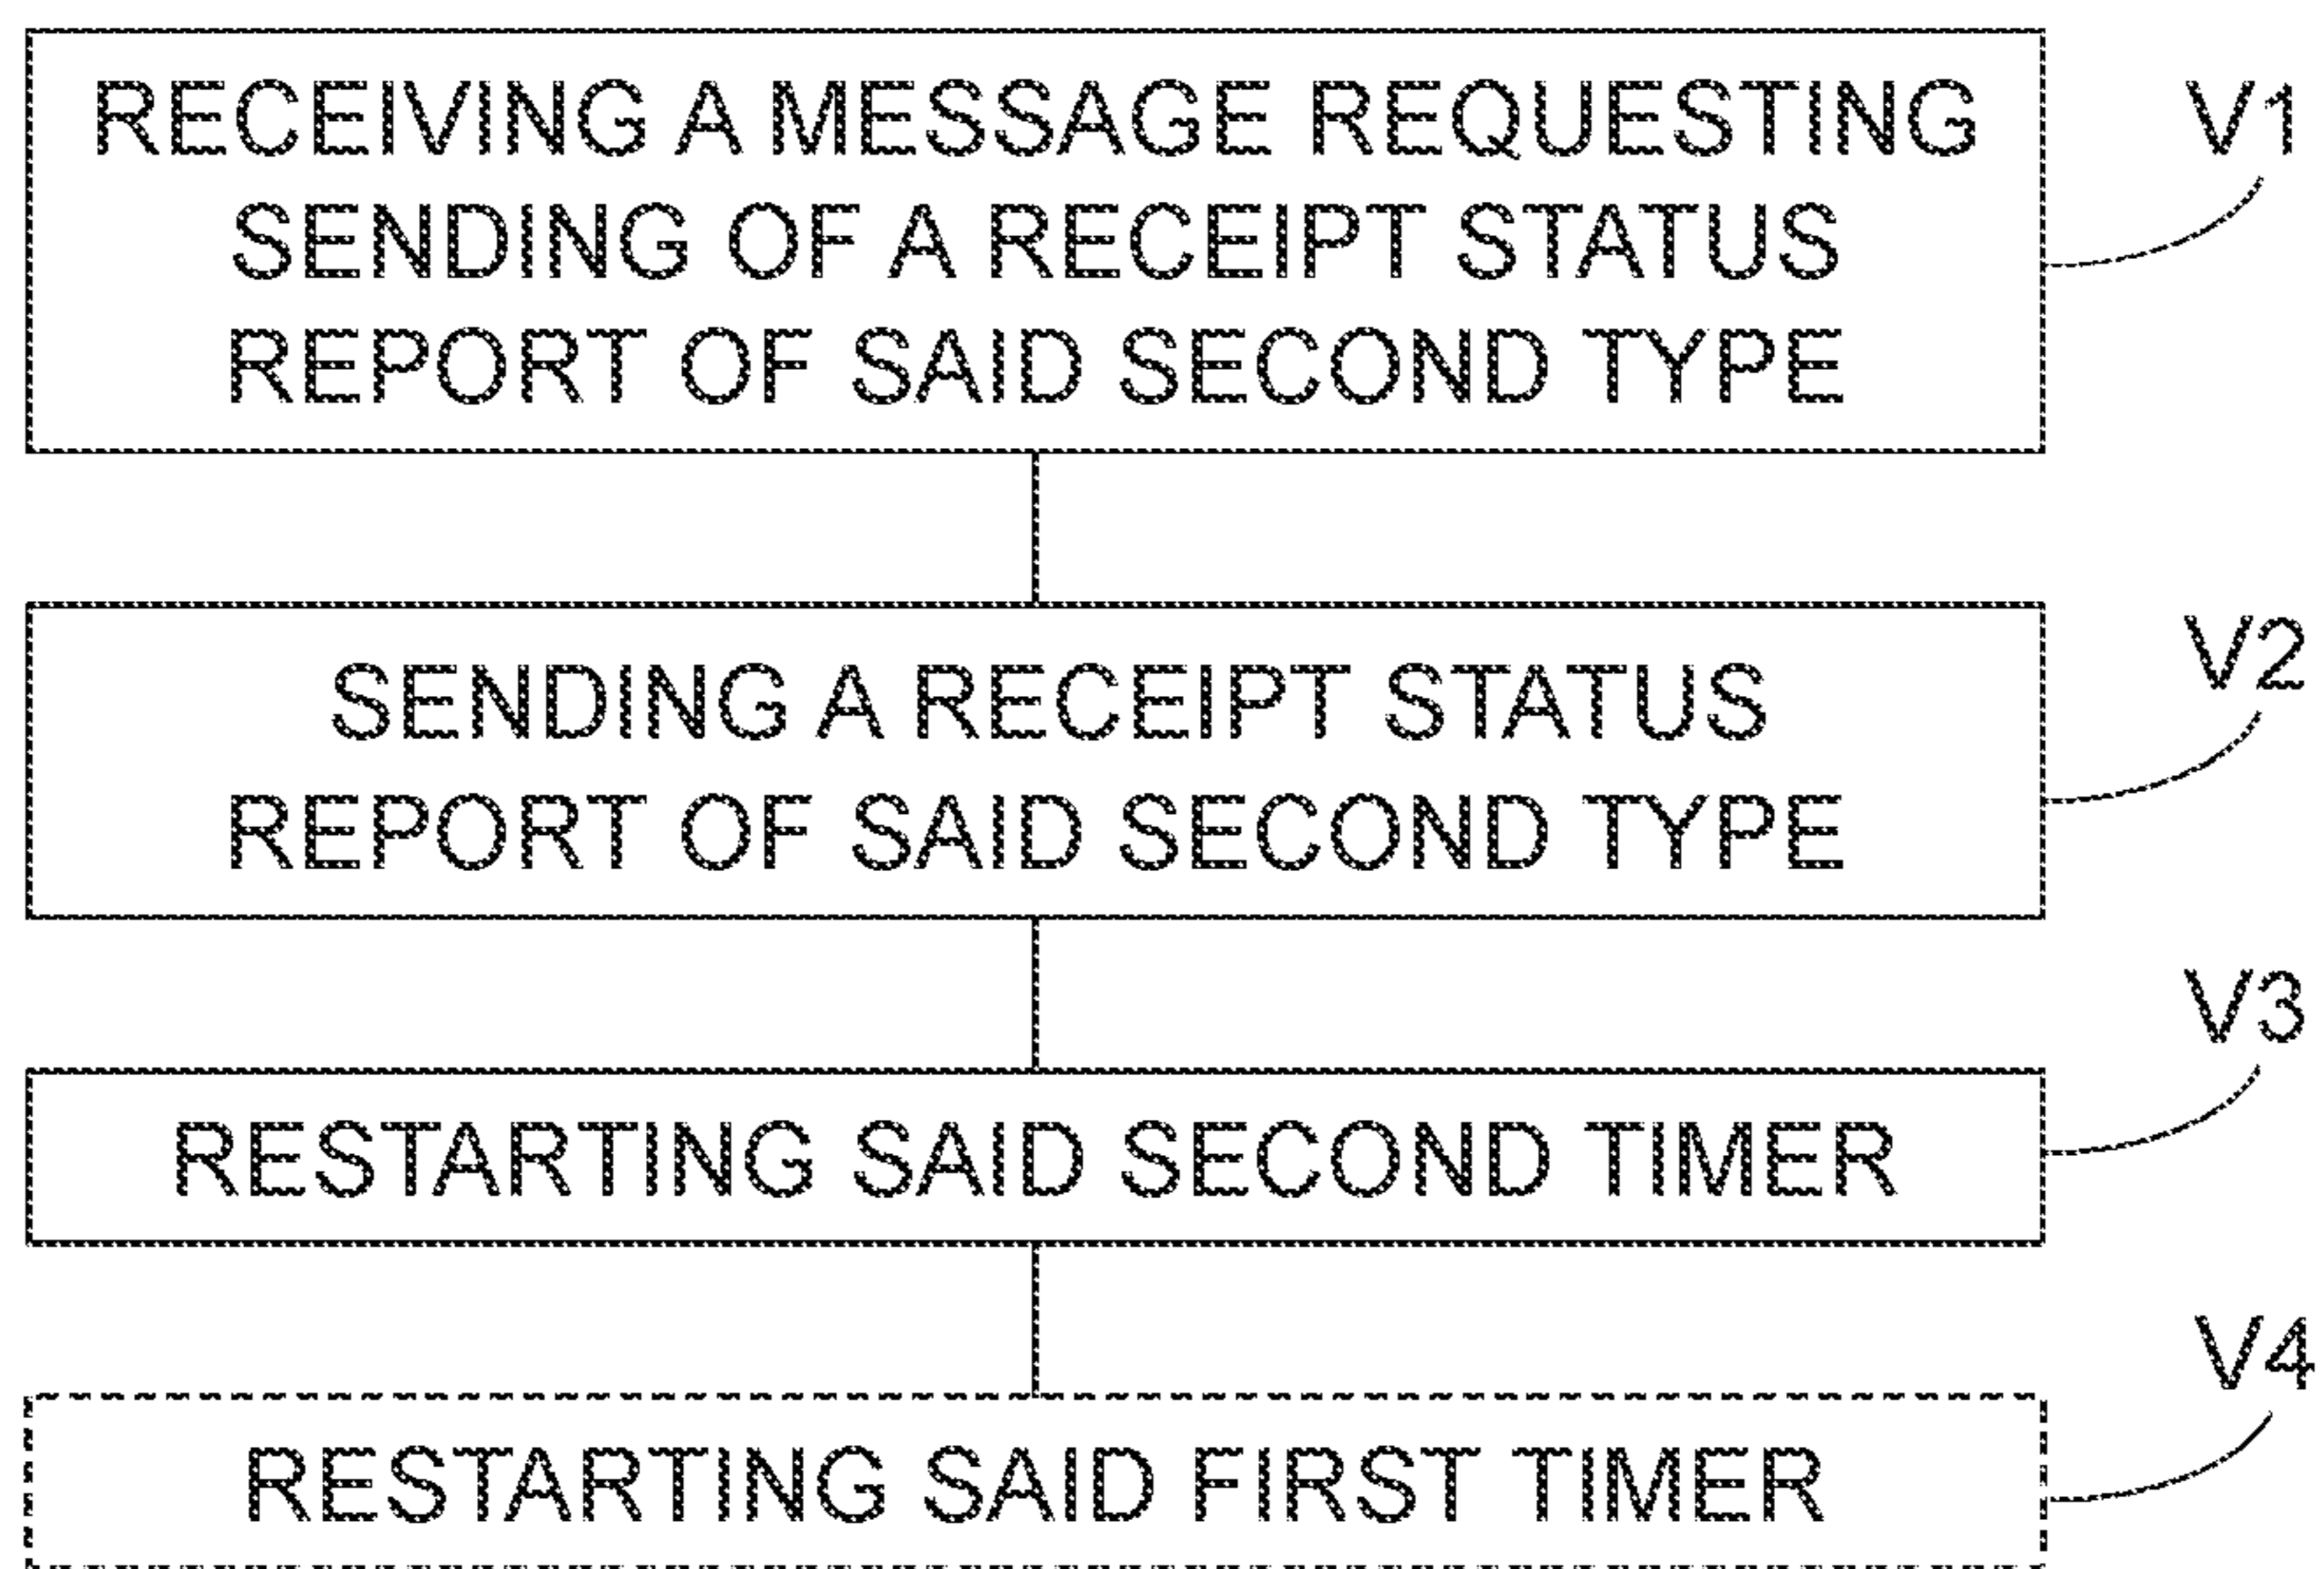 RECEIVING A MESSAGE REQUESTING
SENDING OF A RECEIPT STATUS
REPORT OF SAID SECOND TYPE
V1
SENDING A RECEIPT STATUS
REPORT OF SAID SECOND TYPE
V2
RESTARTING SAID SECOND TIMER
V3
RESTARTING SAID FIRST TIMER
V4